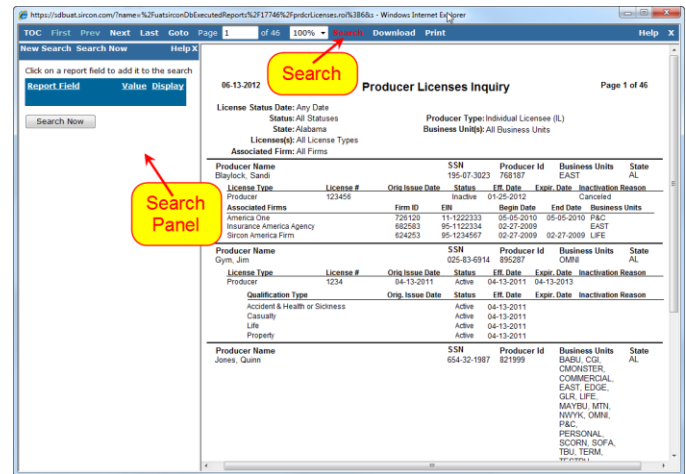 https://sdbuat.sircon.com/?name=%2FuatsirconDbExecutedReports%2F17746%2FprdcrLicenses.roi%386&s - Windows Internet Explorer
TOC First Prev Next Last Goto Page 1 of 46 100% Search Download Print Help X
New Search Search Now Help X
Click on a report field to add it to the search
Report Field Value Display
Search Now
Search
Search
Panel
06-13-2012 Producer Licenses Inquiry Page 1 of 46
License Status Date: Any Date
Status: All Statuses Producer Type: Individual Licensee (IL)
State: Alabama Business Unit(s): All Business Units
Licenses(s): All License Types
Associated Firm: All Firms
Producer Name SSN Producer Id Business Units State
Blaylock, Sandi 195-07-3023 768187 EAST AL
License Type License # Orig Issue Date Status Eff. Date Expir. Date Inactivation Reason
Producer 123456 Inactive 01-25-2012 Canceled
Associated Firms Firm ID EIN Begin Date End Date Business Units
America One 726120 11-1222333 05-05-2010 05-05-2010 P&C
Insurance America Agency 682583 95-1122334 02-27-2009 EAST
Sircon America Firm 624253 95-1234567 02-27-2009 02-27-2009 LIFE
Producer Name SSN Producer Id Business Units State
Gym, Jim 025-83-6914 895287 OMNI AL
License Type License # Orig Issue Date Status Eff. Date Expir. Date Inactivation Reason
Producer 1234 04-13-2011 Active 04-13-2011 04-13-2013
Qualification Type Orig. Issue Date Status Eff. Date Expir. Date Inactivation Reason
Accident & Health or Sickness Active 04-13-2011
Casualty Active 04-13-2011
Life Active 04-13-2011
Property Active 04-13-2011
Producer Name SSN Producer Id Business Units State
Jones, Quinn 654-32-1987 821999 BABU, CGI, AL
CMONSTER,
COMMERCIAL,
EAST, EDGE,
GLR, LIFE,
MAYBU, MTN,
NWYK, OMNI,
P&C,
PERSONAL,
SCORN, SOFA,
TBU, TERM,